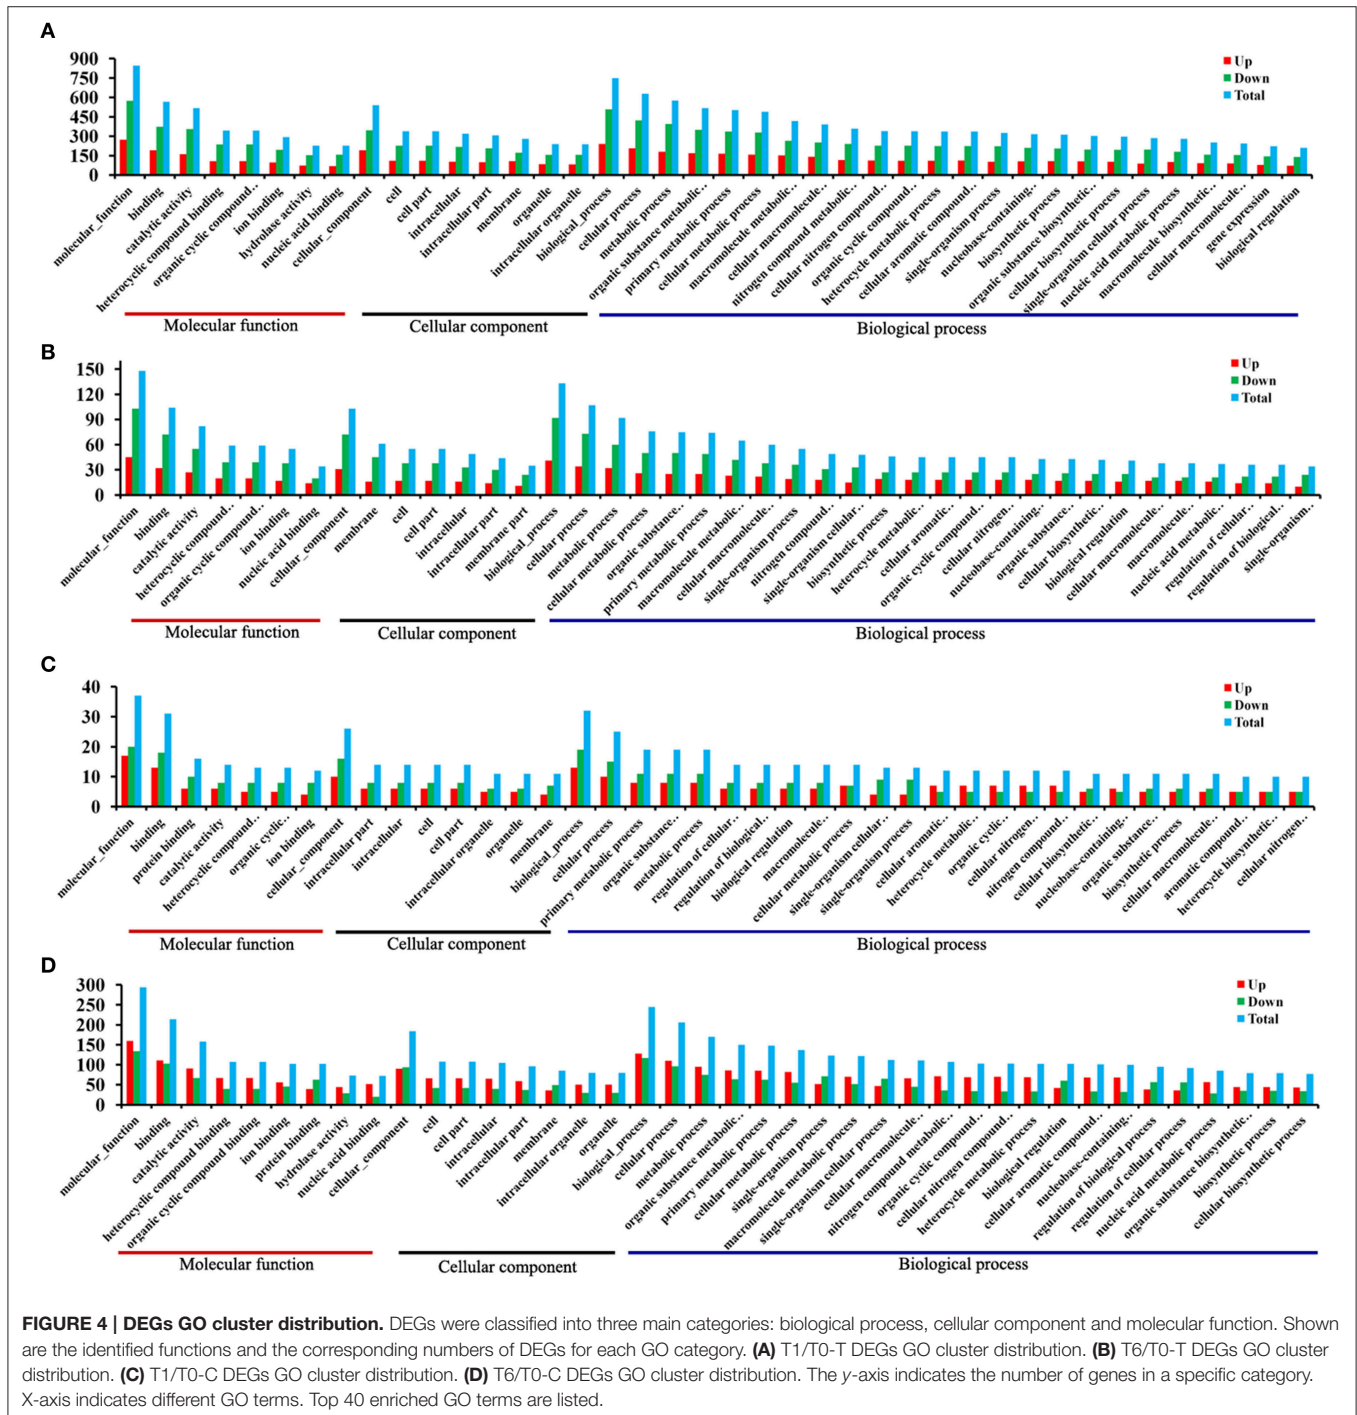 A
900
750
600
450
300
150
0
Up
Down
Total
molecular_function
binding
catalytic activity
heterocyclic compound binding
organic cyclic compound..
ion binding
hydrolase activity
nucleic acid binding
cellular_component
cell
cell part
intracellular
intracellular part
membrane
organelle
intracellular organelle
biological_process
cellular process
metabolic process
organic substance metabolic..
primary metabolic process
cellular metabolic process
macromolecule metabolic..
cellular macromolecule..
nitrogen compound metabolic..
cellular nitrogen compound..
organic cyclic compound..
heterocycle metabolic process
cellular aromatic compound..
single-organism process
nucleobase-containing..
biosynthetic process
organic substance biosynthetic..
cellular biosynthetic process
single-organism cellular process
nucleic acid metabolic process
macromolecule biosynthetic..
cellular macromolecule..
gene expression
biological regulation
Molecular function
Cellular component
Biological process
B
150
120
90
60
30
0
Up
Down
Total
molecular_function
binding
catalytic activity
heterocyclic compound..
organic cyclic compound..
ion binding
nucleic acid binding
cellular_component
membrane
cell
cell part
intracellular
intracellular part
membrane part
biological_process
cellular process
metabolic process
cellular metabolic process
organic substance..
primary metabolic process
macromolecule metabolic..
cellular macromolecule..
single-organism process
nitrogen compound..
single-organism cellular..
biosynthetic process
heterocycle metabolic..
cellular aromatic..
organic cyclic compound..
cellular nitrogen..
nucleobase-containing..
organic substance..
cellular biosynthetic..
biological regulation
cellular macromolecule..
macromolecule..
nucleic acid metabolic..
regulation of cellular..
regulation of biological..
single-organism..
Molecular function
Cellular component
Biological process
C
40
30
20
10
0
Up
Down
Total
molecular_function
binding
protein binding
catalytic activity
heterocyclic compound..
organic cyclic..
ion binding
cellular_component
intracellular part
intracellular
cell
cell part
intracellular organelle
organelle
membrane
biological_process
cellular process
primary metabolic process
organic substance..
metabolic process
regulation of cellular..
regulation of biological..
biological regulation
macromolecule..
cellular metabolic process
single-organism cellular..
single-organism process
cellular aromatic..
heterocycle metabolic..
organic cyclic..
cellular nitrogen..
nitrogen compound..
cellular biosynthetic..
nucleobase-containing..
organic substance..
biosynthetic process
cellular macromolecule..
aromatic compound..
heterocycle biosynthetic..
cellular nitrogen..
Molecular function
Cellular component
Biological process
D
300
250
200
150
100
50
0
Up
Down
Total
molecular_function
binding
catalytic activity
heterocyclic compound binding
organic cyclic compound binding
ion binding
protein binding
hydrolase activity
nucleic acid binding
cellular_component
cell
cell part
intracellular
intracellular part
membrane
intracellular organelle
organelle
biological_process
cellular process
metabolic process
organic substance metabolic..
primary metabolic process
cellular metabolic process
single-organism process
macromolecule metabolic process
single-organism cellular process
cellular macromolecule..
nitrogen compound metabolic..
organic cyclic compound..
cellular nitrogen compound..
heterocycle metabolic process
biological regulation
cellular aromatic compound..
nucleobase-containing..
regulation of biological process
regulation of cellular process
nucleic acid metabolic process
organic substance biosynthetic..
biosynthetic process
cellular biosynthetic process
Molecular function
Cellular component
Biological process
FIGURE 4 | DEGs GO cluster distribution. DEGs were classified into three main categories: biological process, cellular component and molecular function. Shown
are the identified functions and the corresponding numbers of DEGs for each GO category. (A) T1/T0-T DEGs GO cluster distribution. (B) T6/T0-T DEGs GO cluster
distribution. (C) T1/T0-C DEGs GO cluster distribution. (D) T6/T0-C DEGs GO cluster distribution. The y-axis indicates the number of genes in a specific category.
X-axis indicates different GO terms. Top 40 enriched GO terms are listed.